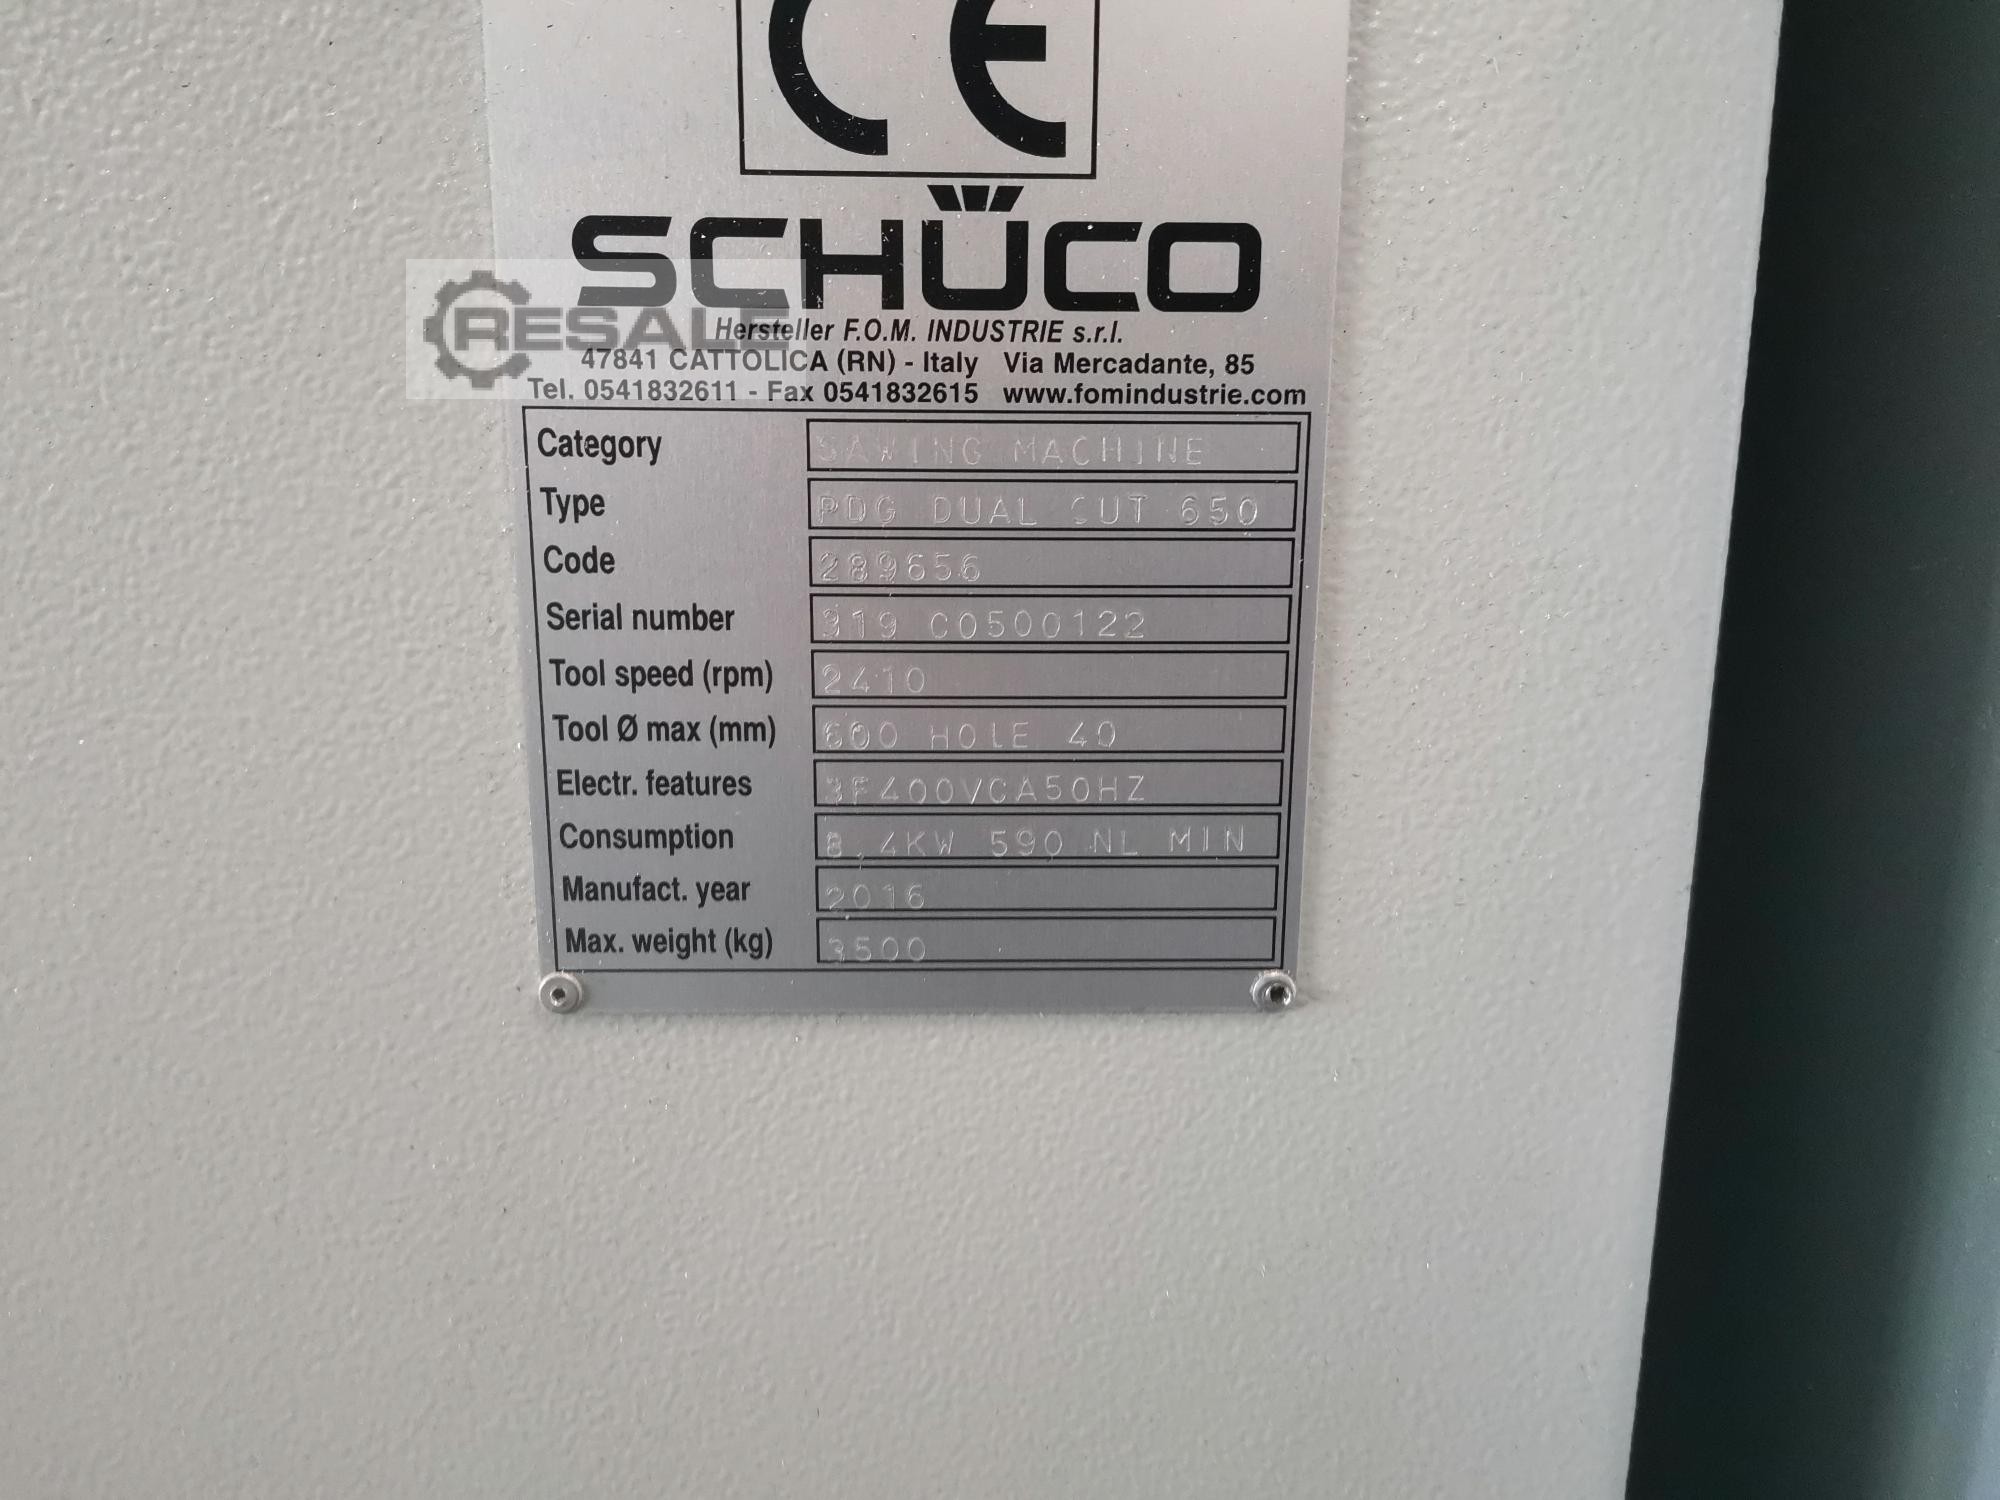 CE
SCHÜCO
RESALE
Hersteller F.O.M. INDUSTRIE s.r.l.
47841 CATTOLICA (RN) - Italy Via Mercadante, 85
Tel. 0541832611 - Fax 0541832615 www.fomindustrie.com
Category SAWING MACHINE
Type PDG DUAL CUT 650
Code 289656
Serial number 319 C0500122
Tool speed (rpm) 2410
Tool Ø max (mm) 600 HOLE 40
Electr. features 3F400VCA50HZ
Consumption 8,4KW 590 NL MIN
Manufact. year 2016
Max. weight (kg) 3500